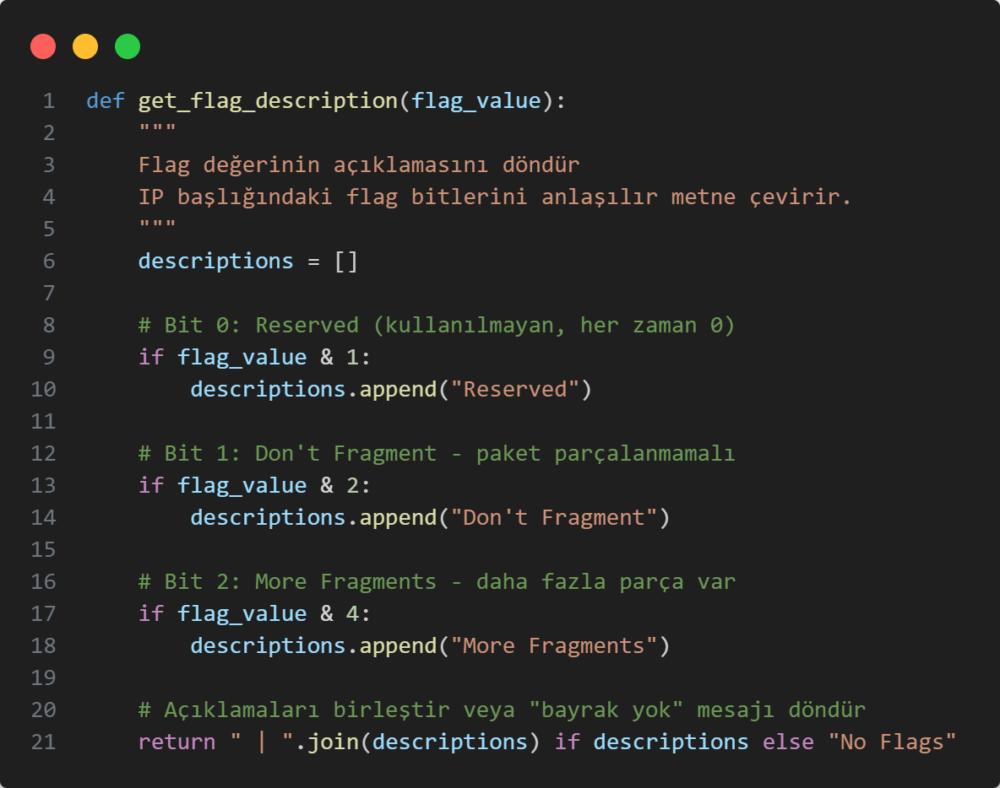 1 def get_flag_description(flag_value):
2     """
3     Flag değerinin açıklamasını döndür
4     IP başlığındaki flag bitlerini anlaşılır metne çevirir.
5     """
6     descriptions = []
7
8     # Bit 0: Reserved (kullanılmayan, her zaman 0)
9     if flag_value & 1:
10         descriptions.append("Reserved")
11
12     # Bit 1: Don't Fragment - paket parçalanmamalı
13     if flag_value & 2:
14         descriptions.append("Don't Fragment")
15
16     # Bit 2: More Fragments - daha fazla parça var
17     if flag_value & 4:
18         descriptions.append("More Fragments")
19
20     # Açıklamaları birleştir veya "bayrak yok" mesajı döndür
21     return " | ".join(descriptions) if descriptions else "No Flags"